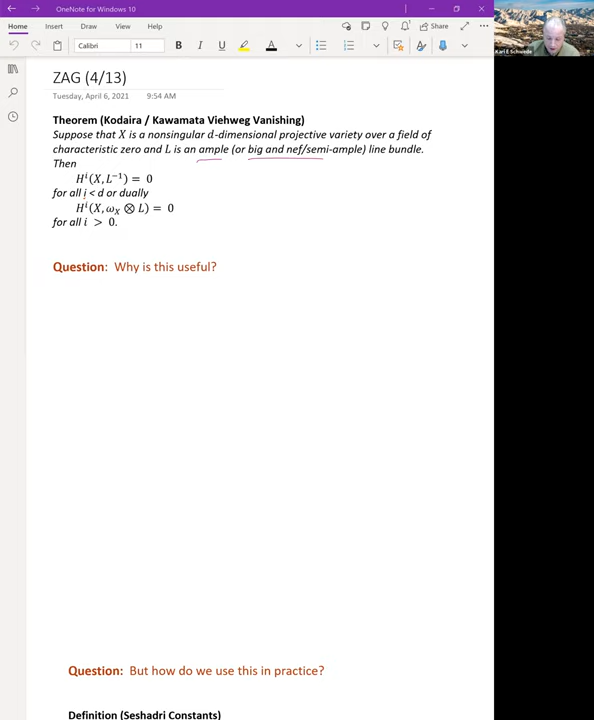 OneNote for Windows 10
Home Insert Draw View Help Share
Calibri 11 B I U A
Karl E Schwede
ZAG (4/13)
Tuesday, April 6, 2021 9:54 AM
Theorem (Kodaira / Kawamata Viehweg Vanishing)
Suppose that X is a nonsingular d-dimensional projective variety over a field of
characteristic zero and L is an ample (or big and nef/semi-ample) line bundle.
Then
Hⁱ(X, L⁻¹) = 0
for all i < d or dually
Hⁱ(X, ω_X ⊗ L) = 0
for all i > 0.
Question: Why is this useful?
Question: But how do we use this in practice?
Definition (Seshadri Constants)